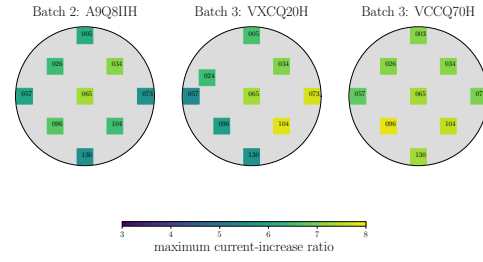 Batch 2: A9Q8IIH
Batch 3: VXCQ20H
Batch 3: VCCQ70H
005
026 034
057 065 073
096 104
130
005
024 034
057 065 073
096 104
130
003
026 034
057 065 07
096 104
130
3 4 5 6 7 8
maximum current-increase ratio